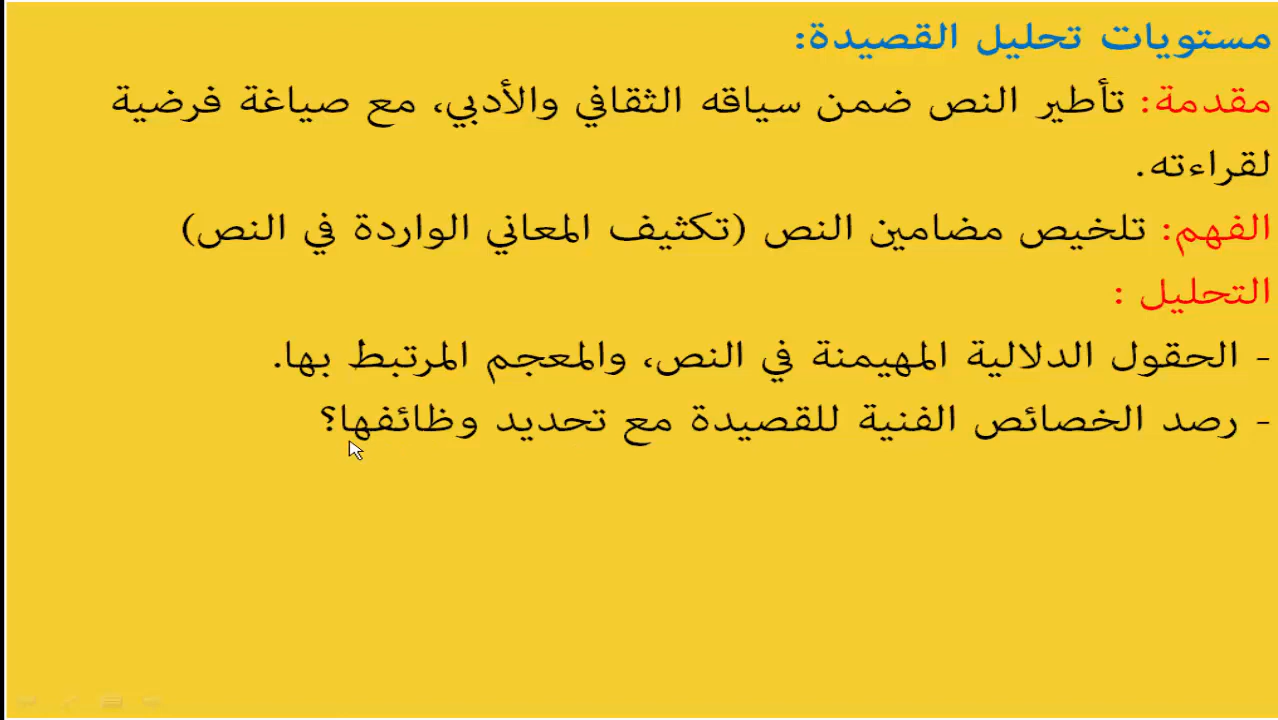 مستويات تحليل القصيدة:
مقدمة: تأطير النص ضمن سياقه الثقافي والأدبي، مع صياغة فرضية
لقراءته.
الفهم: تلخيص مضامين النص (تكثيف المعاني الواردة في النص)
التحليل :
- الحقول الدلالية المهيمنة في النص، والمعجم المرتبط بها.
- رصد الخصائص الفنية للقصيدة مع تحديد وظائفها؟